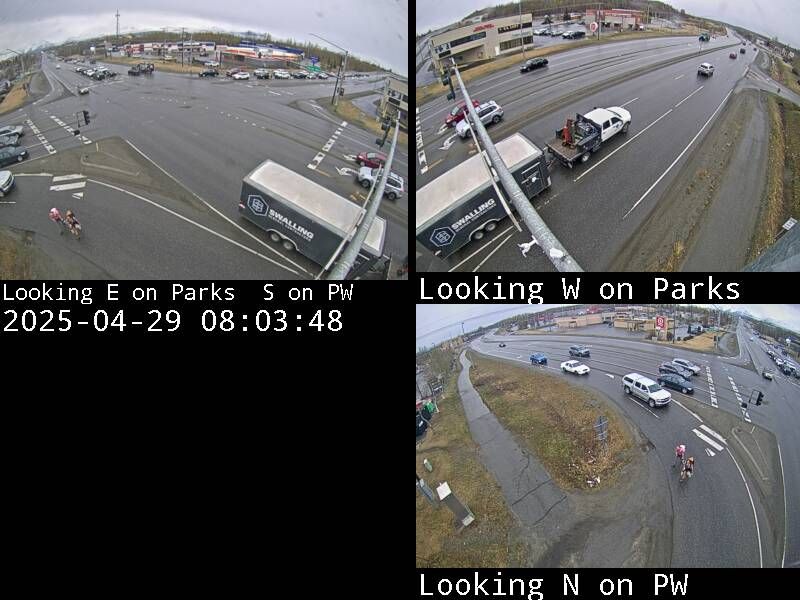 Looking E on Parks  S on PW
2025-04-29 08:03:48
SWALLING
Looking W on Parks
SWALLING
Looking N on PW